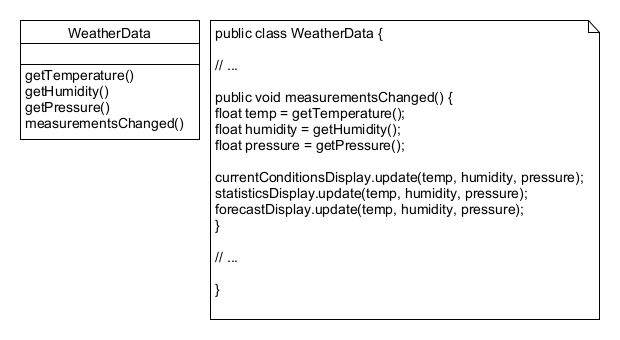 WeatherData
getTemperature()
getHumidity()
getPressure()
measurementsChanged()
public class WeatherData {
// ...
public void measurementsChanged() {
float temp = getTemperature();
float humidity = getHumidity();
float pressure = getPressure();
currentConditionsDisplay.update(temp, humidity, pressure);
statisticsDisplay.update(temp, humidity, pressure);
forecastDisplay.update(temp, humidity, pressure);
}
// ...
}